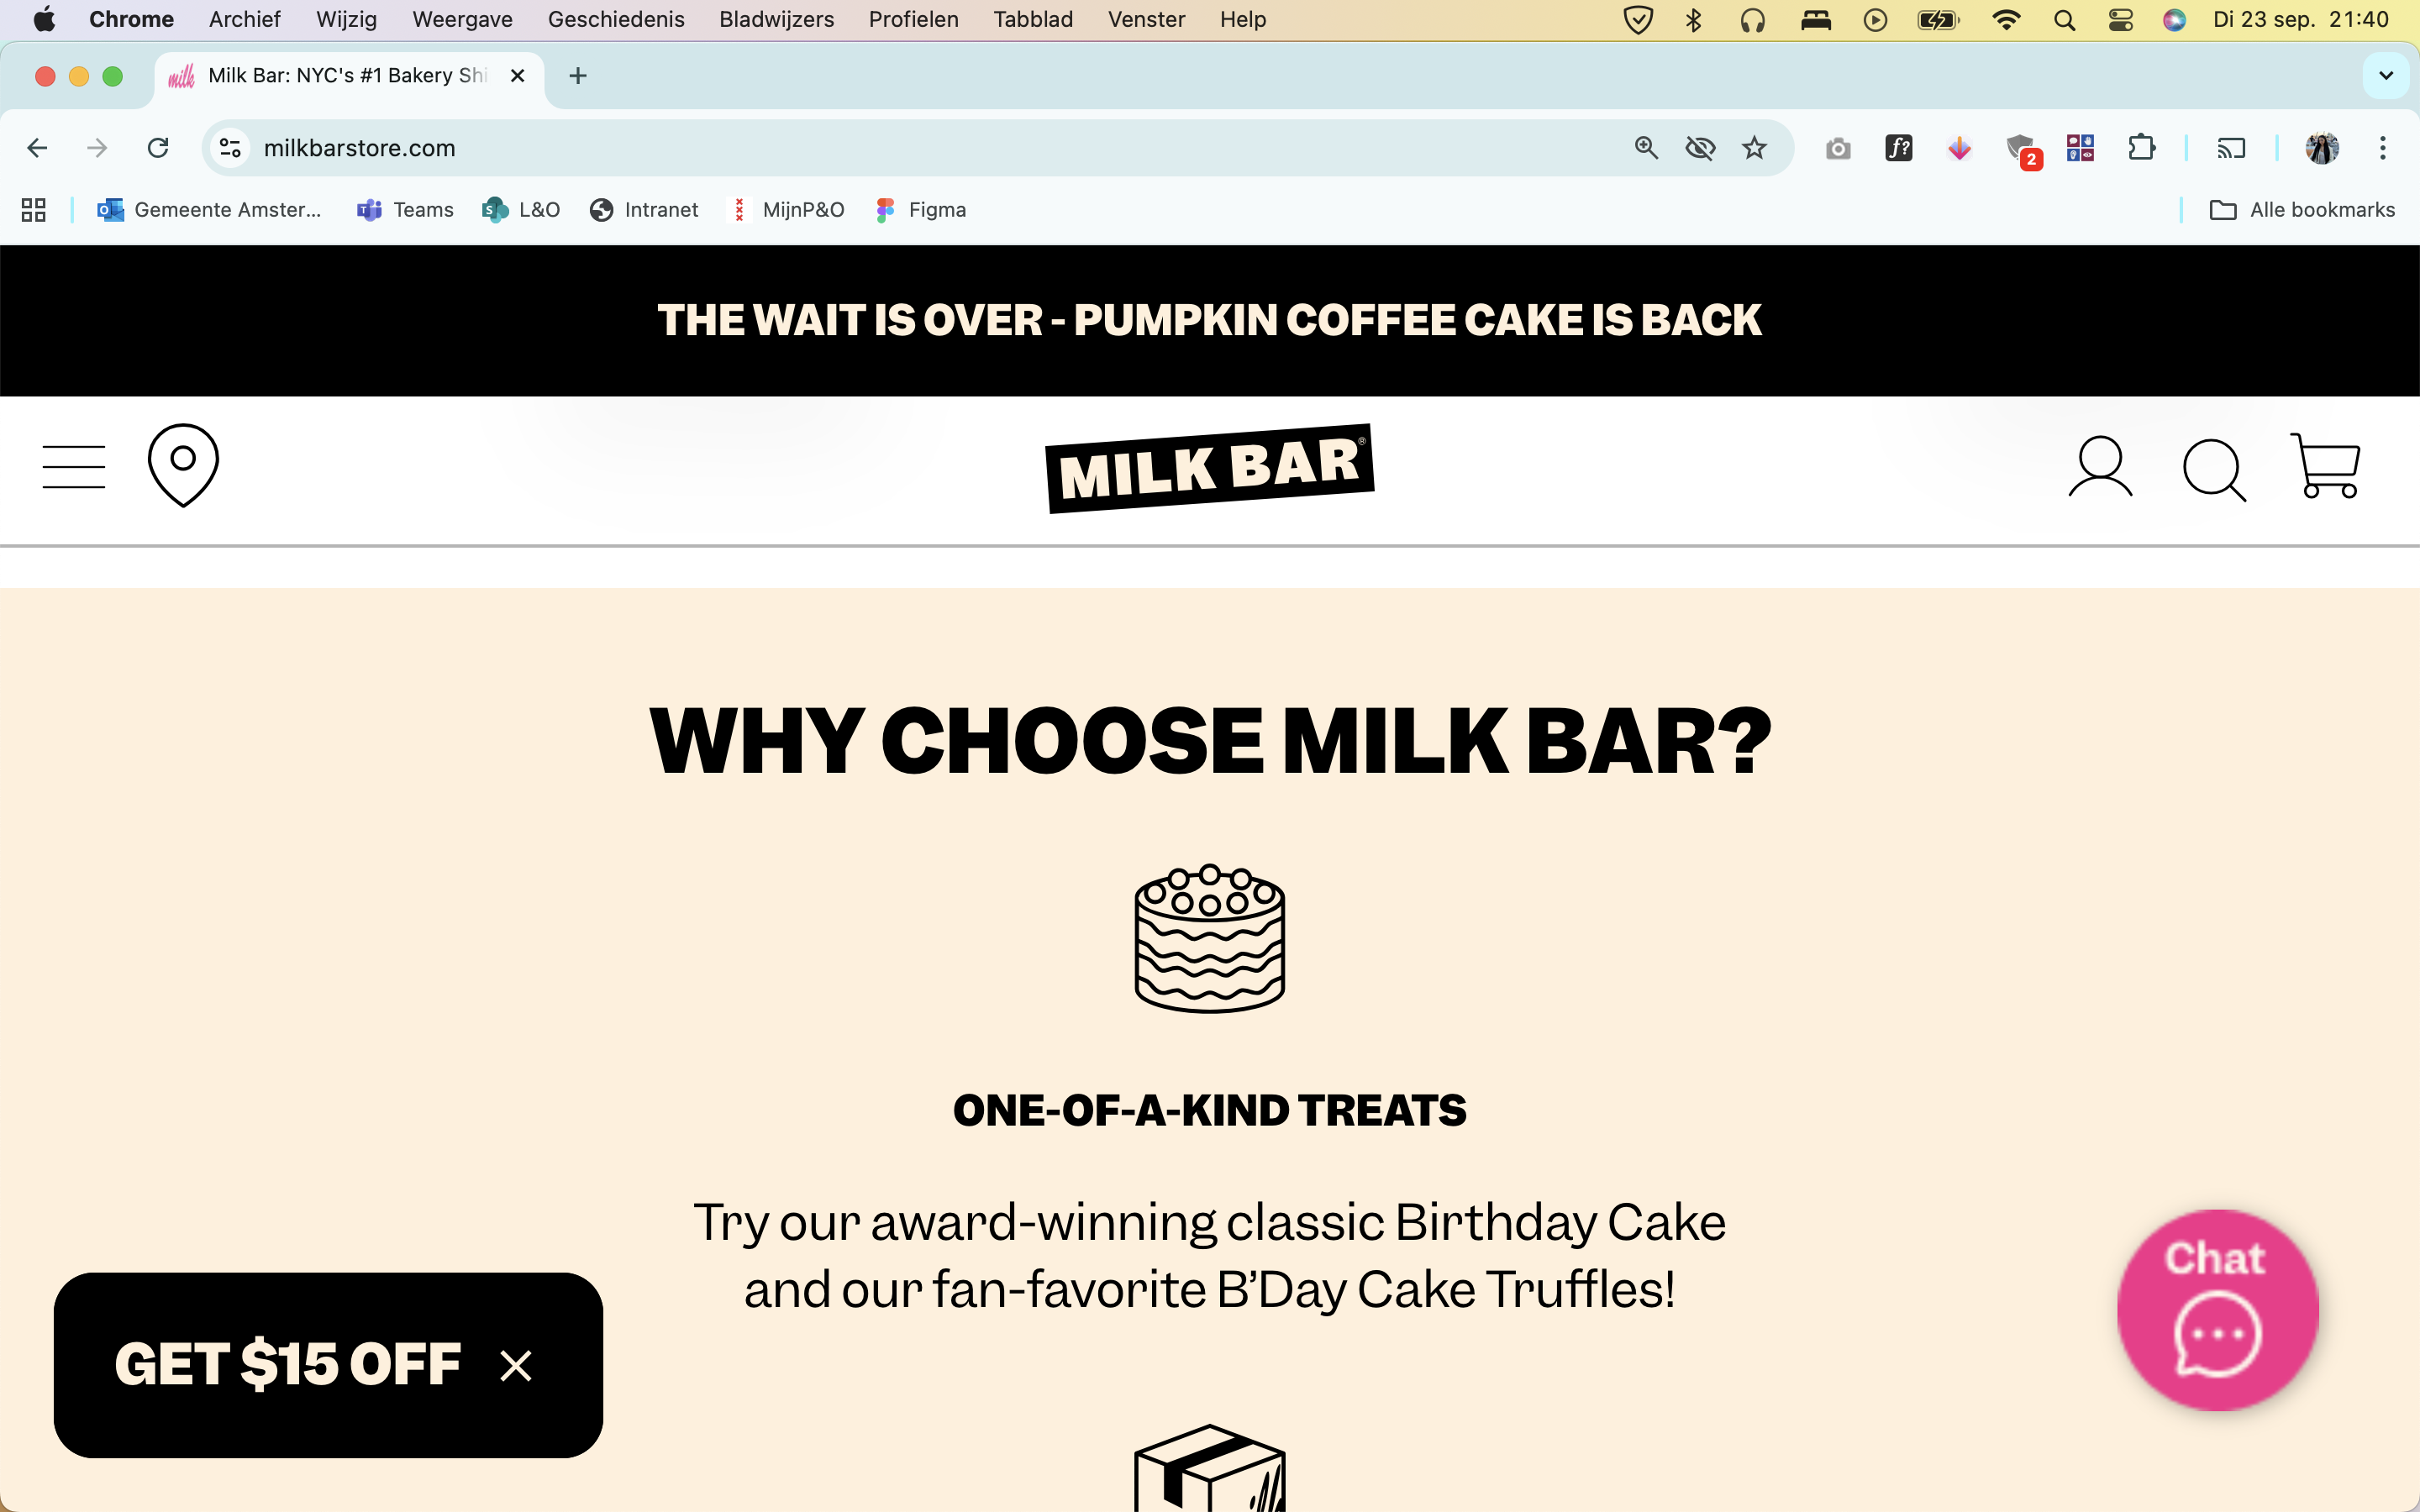 Chrome Archief Wijzig Weergave Geschiedenis Bladwijzers Profielen Tabblad Venster Help Di 23 sep. 21:40
milk Milk Bar: NYC's #1 Bakery Shi
milkbarstore.com f? 2
Gemeente Amster... Teams L&O Intranet MijnP&O Figma Alle bookmarks
THE WAIT IS OVER - PUMPKIN COFFEE CAKE IS BACK
MILK BAR®
WHY CHOOSE MILK BAR?
ONE-OF-A-KIND TREATS
Try our award-winning classic Birthday Cake
and our fan-favorite B’Day Cake Truffles!
Chat
GET $15 OFF